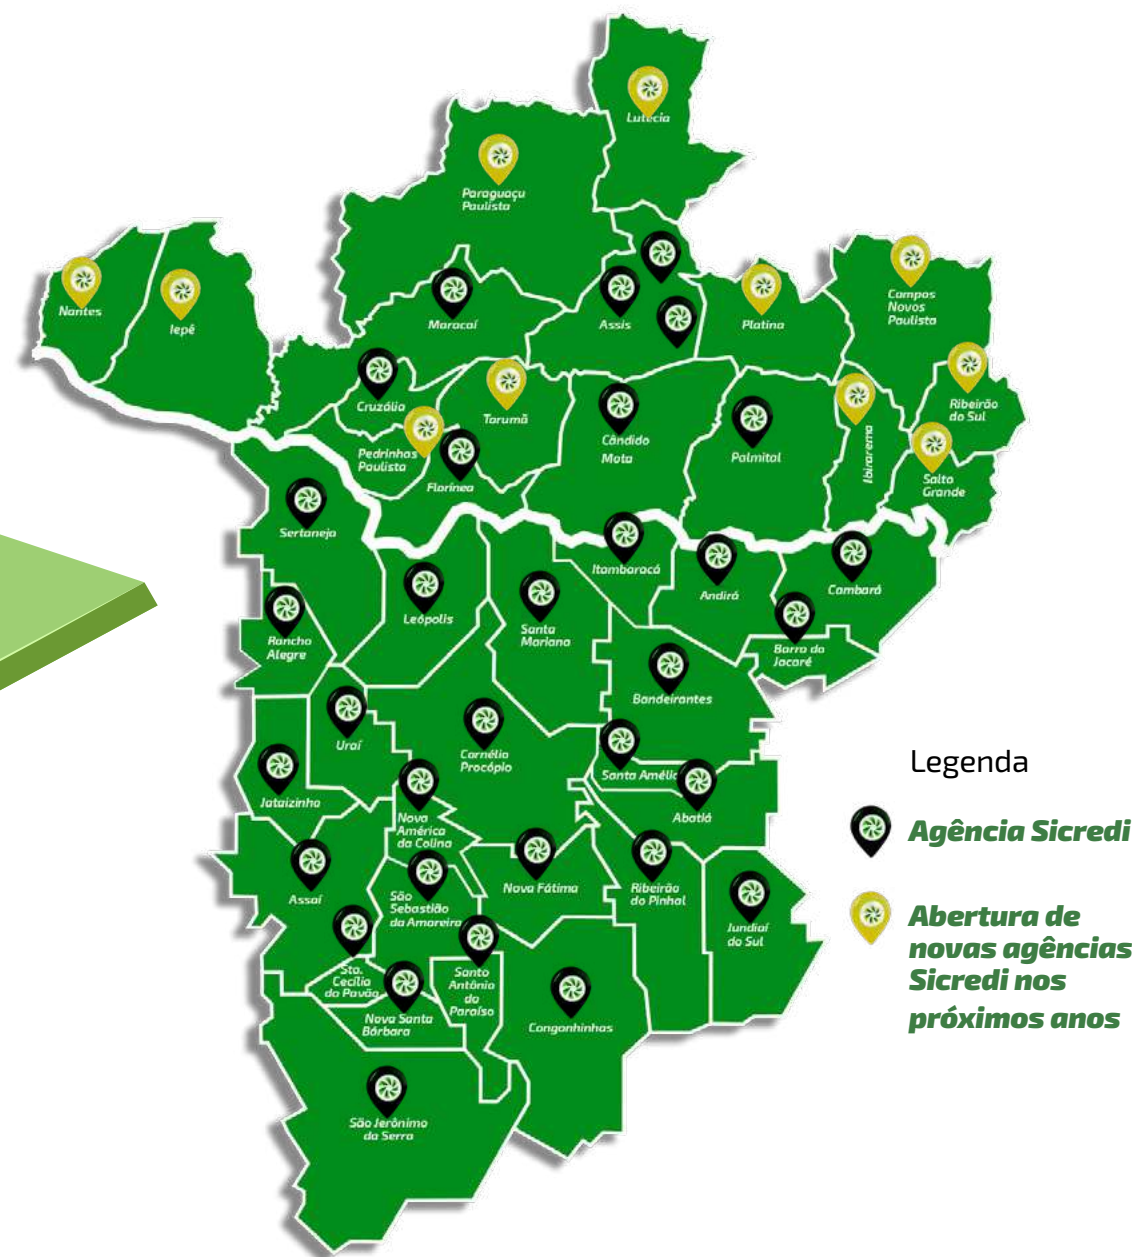 Lutécia
Paraguaçu
Paulista
Nantes
Iepê
Maracaí
Assis
Platina
Campos
Novos
Paulista
Cruzália
Tarumã
Ribeirão
do Sul
Pedrinhas
Paulista
Florínea
Cândido
Mota
Palmital
Ibirarema
Salto
Grande
Sertaneja
Itambaracá
Andirá
Cambará
Leópolis
Santa
Mariana
Rancho
Alegre
Barra do
Jacaré
Bandeirantes
Uraí
Cornélio
Procópio
Santa Amélia
Jataizinho
Abatiá
Nova
América
da Colina
Legenda
Agência Sicredi
Assaí
São
Sebastião
da Amoreira
Nova Fátima
Ribeirão
do Pinhal
Jundiaí
do Sul
Abertura de
novas agências
Sicredi nos
próximos anos
Sta.
Cecília
do Pavão
Santo
Antônio
do
Paraíso
Nova Santa
Bárbara
Congonhinhas
São Jerônimo
da Serra